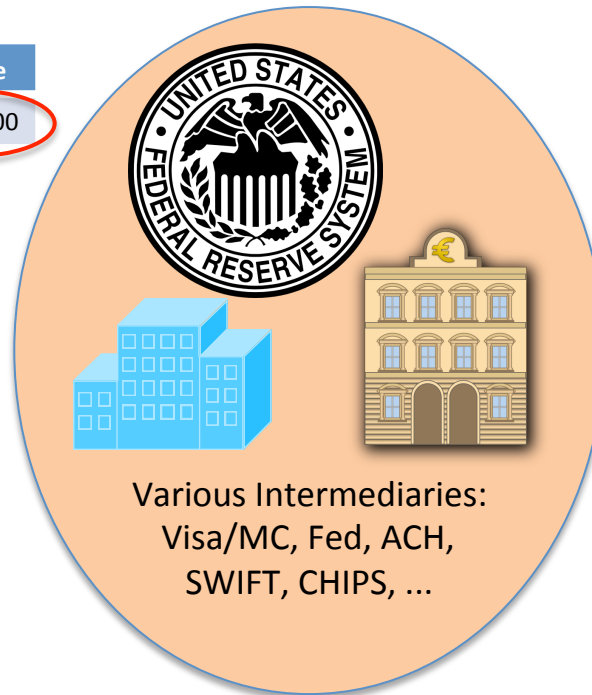 e
00
UNITED STATES
FEDERAL RESERVE SYSTEM
€
Various Intermediaries:
Visa/MC, Fed, ACH,
SWIFT, CHIPS, ...